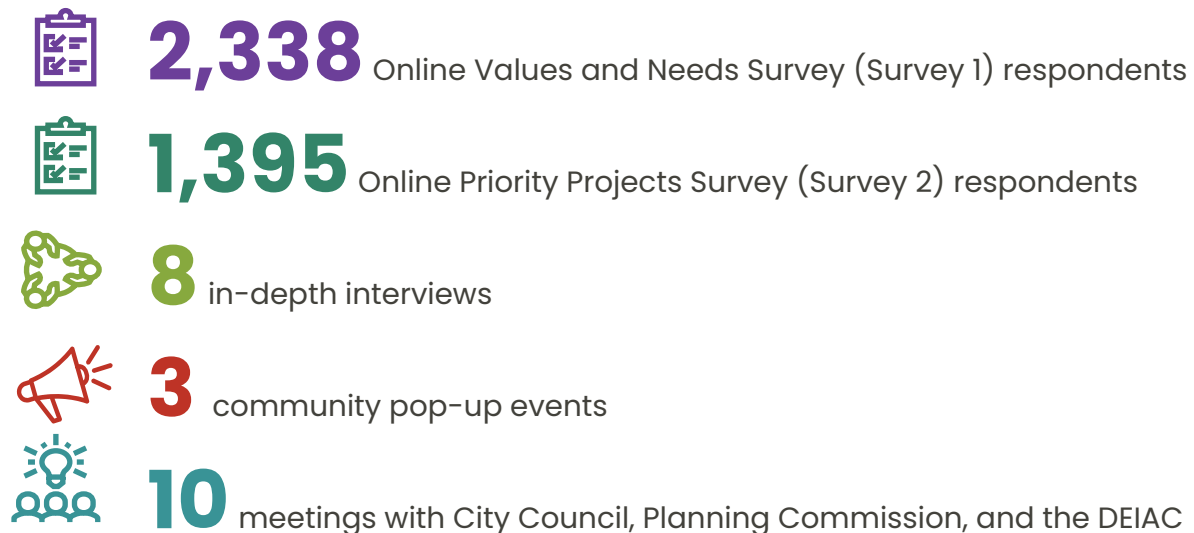 2,338 Online Values and Needs Survey (Survey 1) respondents
1,395 Online Priority Projects Survey (Survey 2) respondents
8 in-depth interviews
3 community pop-up events
10 meetings with City Council, Planning Commission, and the DEIAC